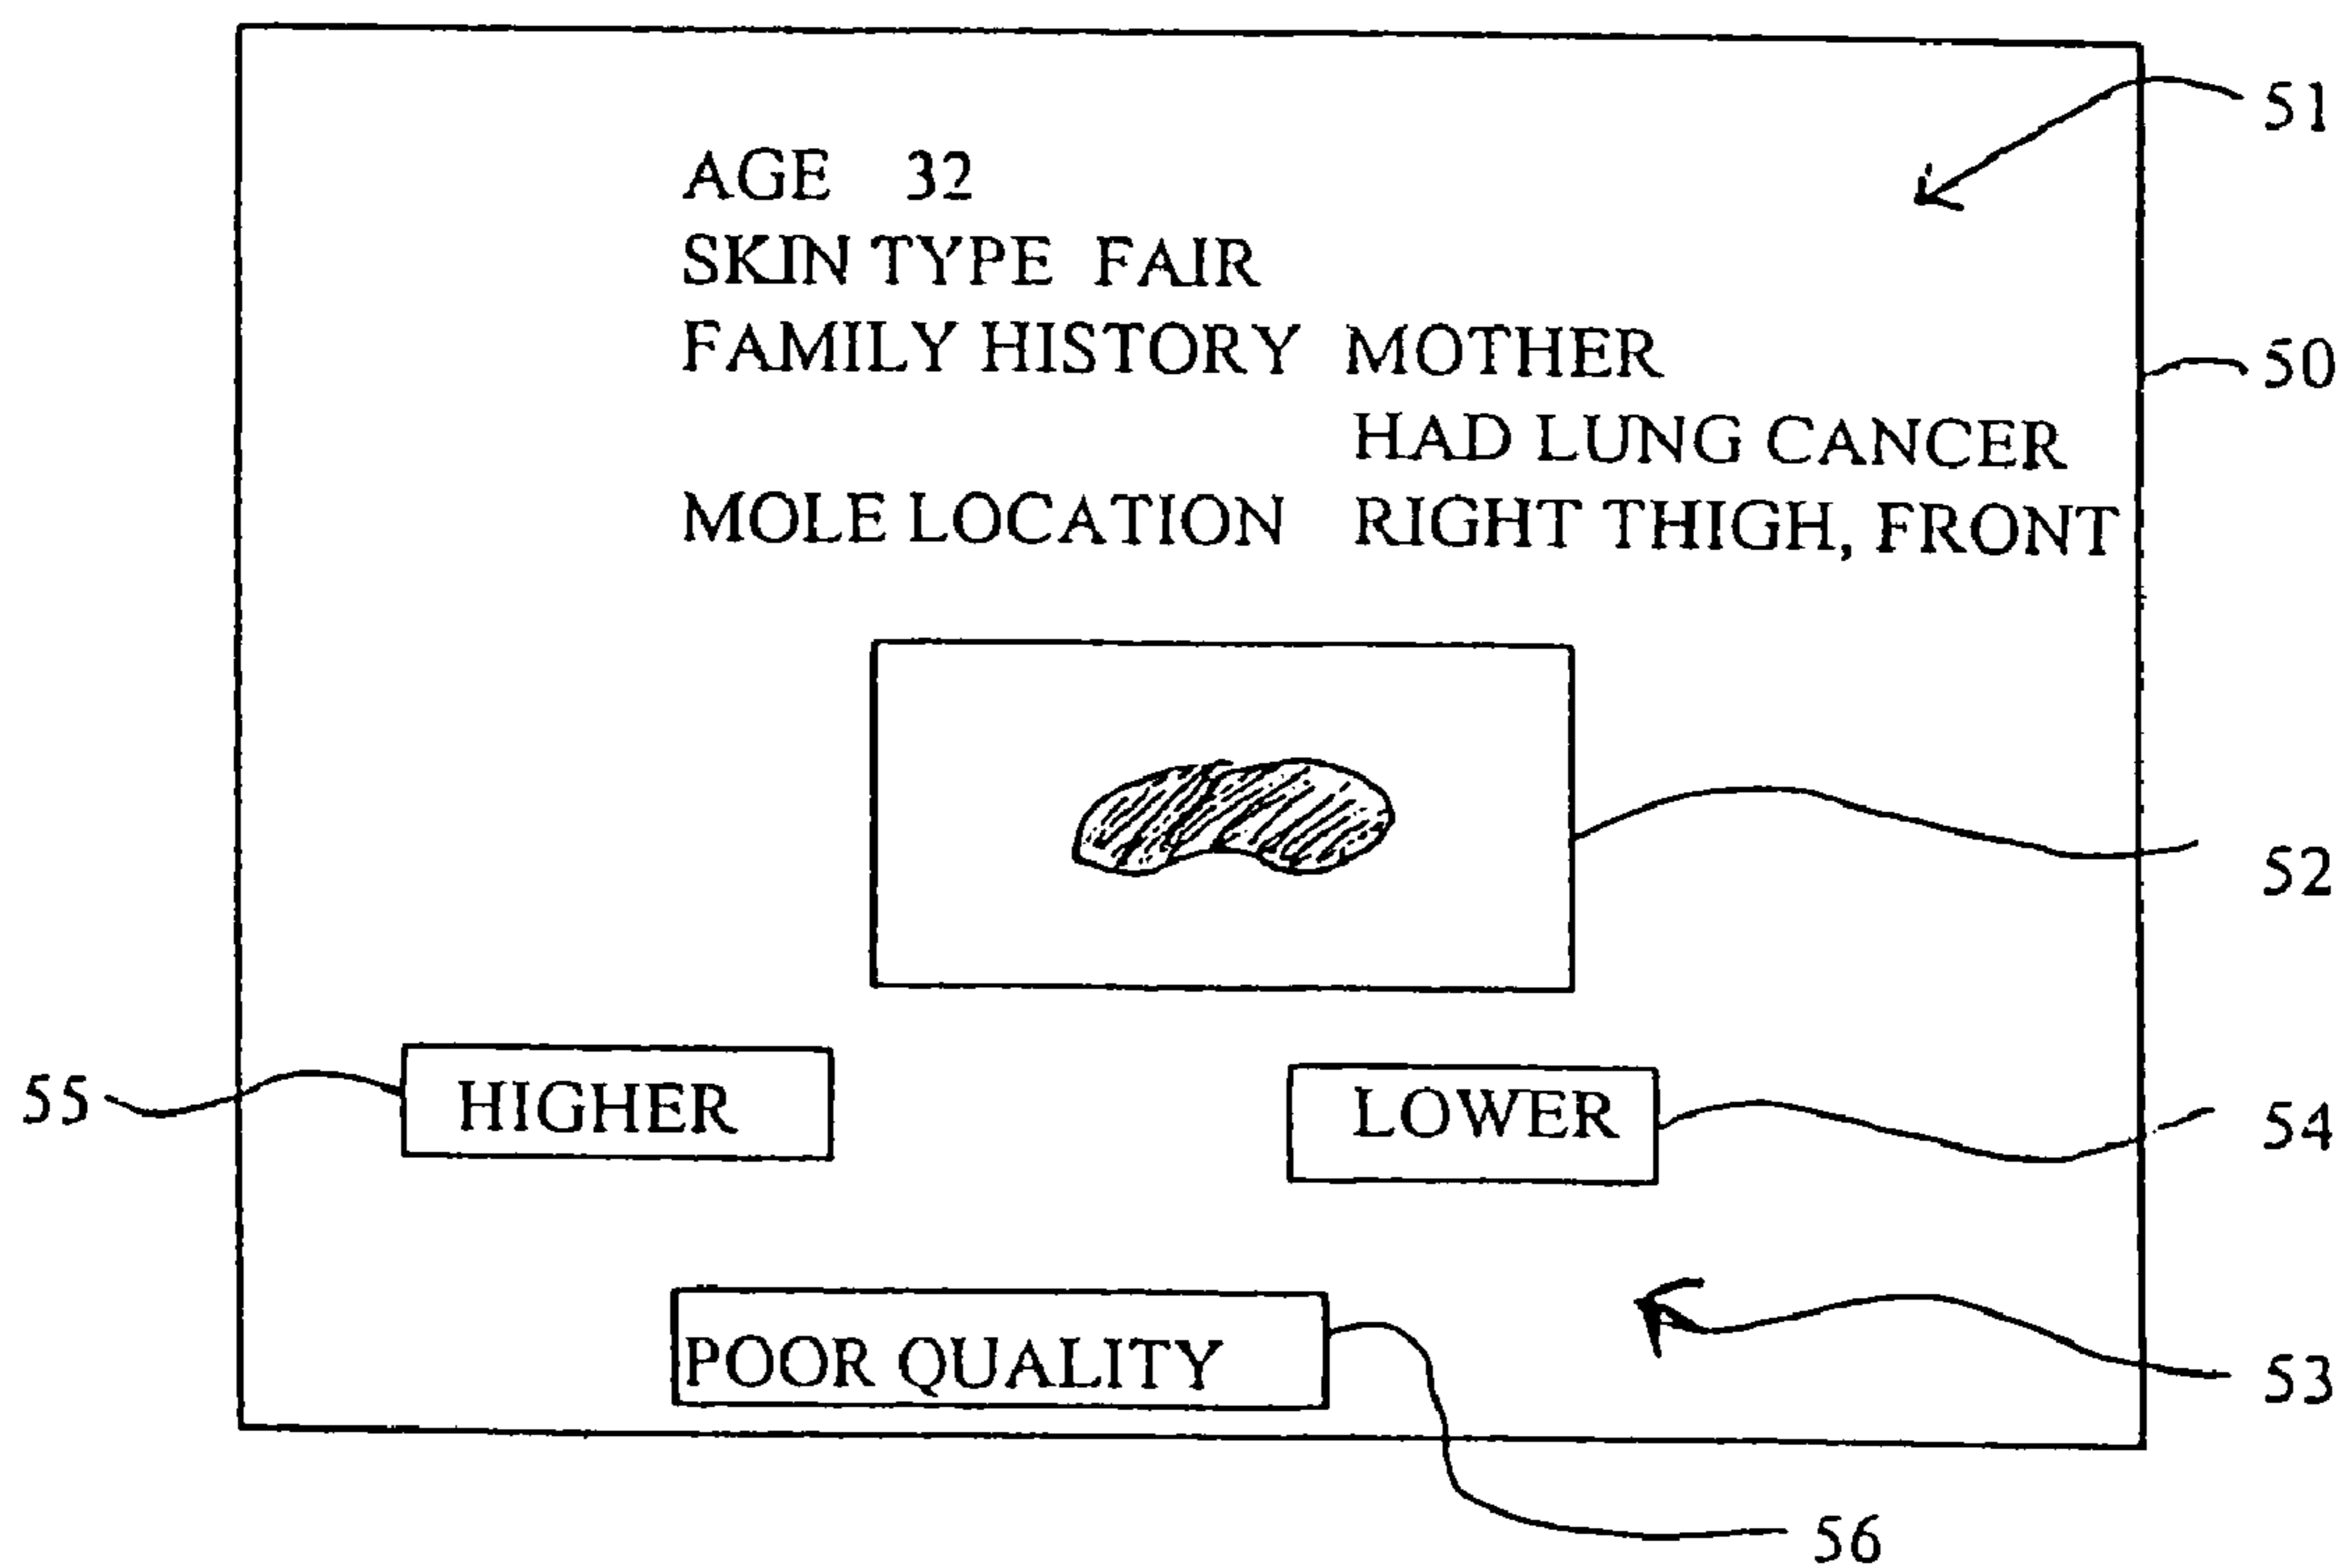 51
AGE 32
SKIN TYPE FAIR
FAMILY HISTORY MOTHER
50
HAD LUNG CANCER
MOLE LOCATION RIGHT THIGH, FRONT
52
55
HIGHER
LOWER
54
POOR QUALITY
53
56